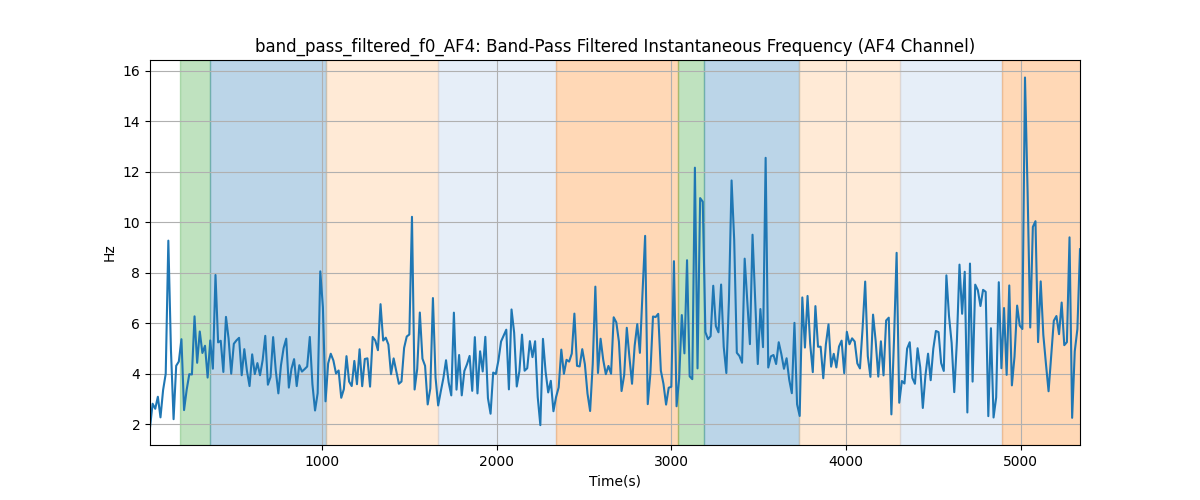 band_pass_filtered_f0_AF4: Band-Pass Filtered Instantaneous Frequency (AF4 Channel)
16
14
12
10
8
6
4
2
Hz
1000 2000 3000 4000 5000
Time(s)